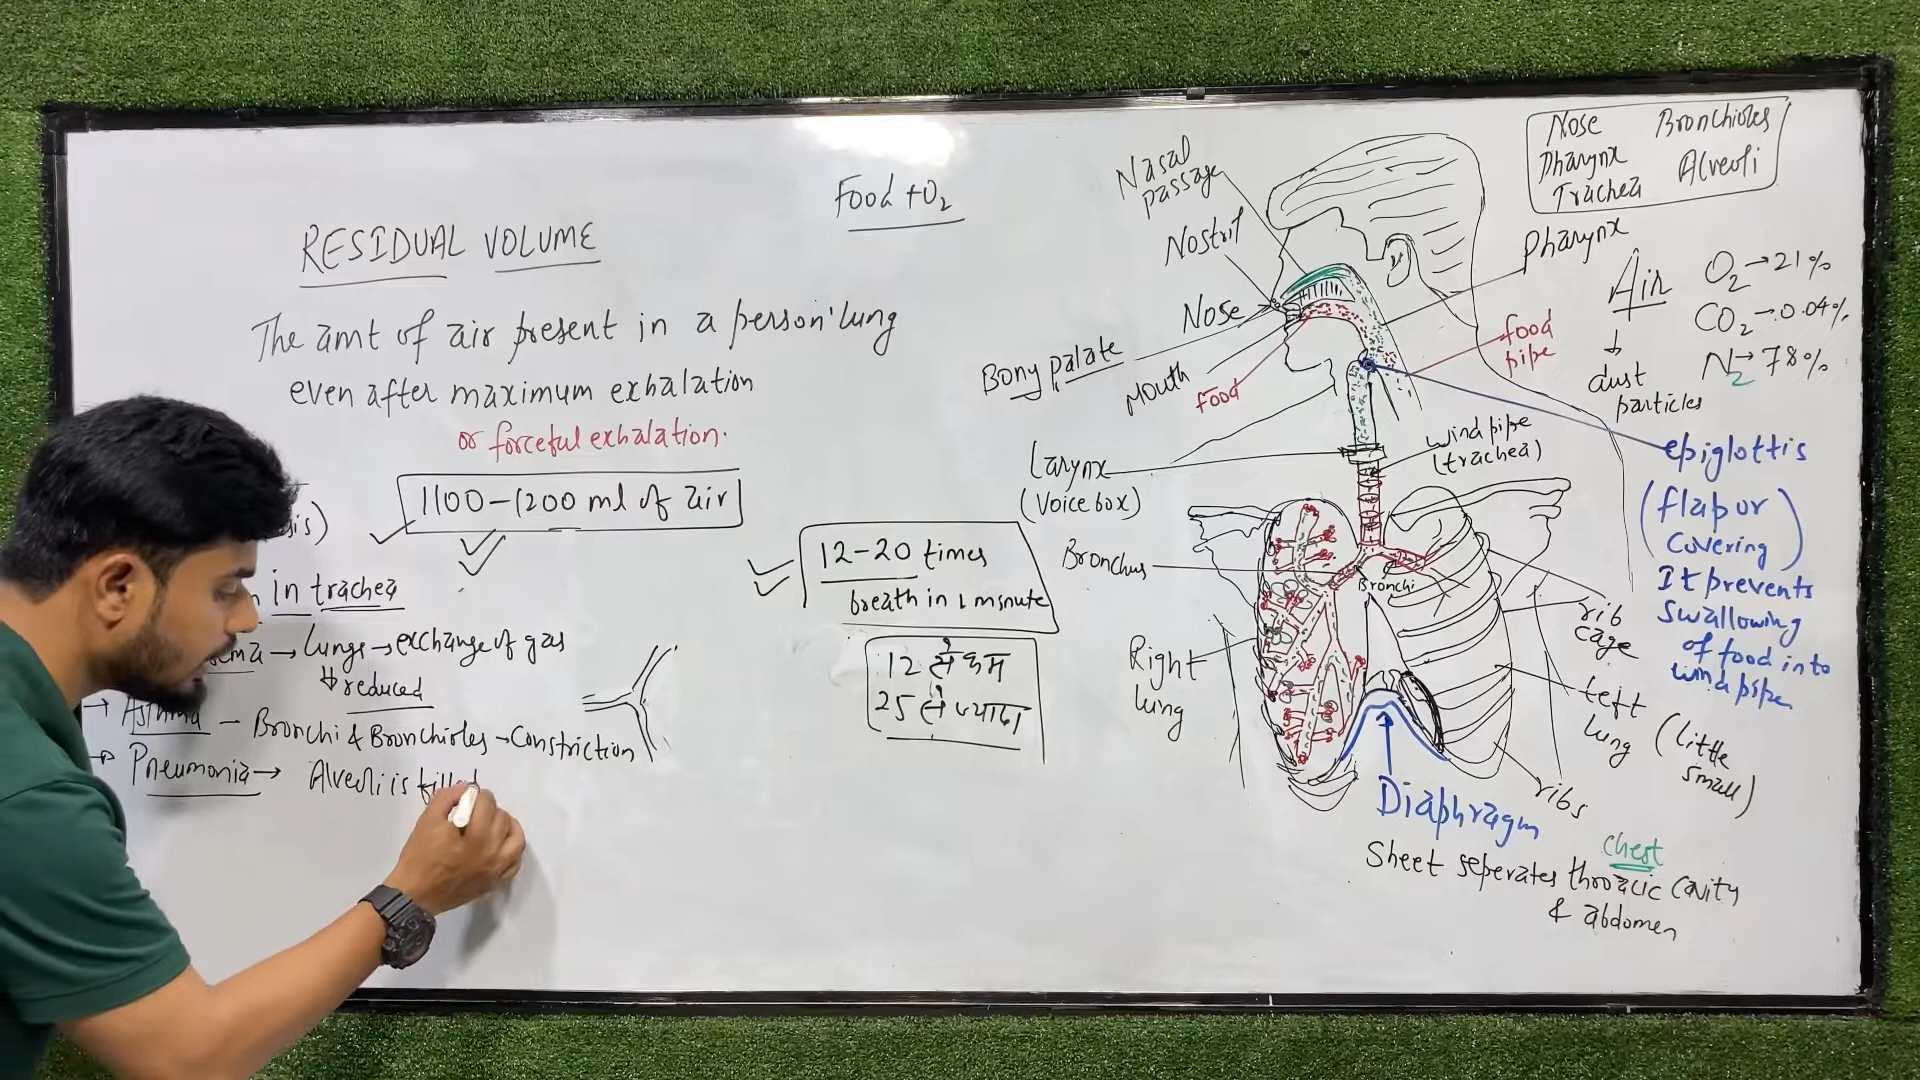 Food + O2
RESIDUAL VOLUME
The amt of air present in a person' lung
even after maximum exhalation
or forceful exhalation.
1100-1200 ml of air
in trachea
→ Lungs → exchange of gas
reduced
→ Asthma - Bronchi & Bronchioles - Constriction
→ Pneumonia → Alveoli is filled
12-20 times
breath in 1 minute
12 से कम
25 से ज्यादा
Nasal
passage
Nostril
Nose
Bony palate
Mouth
Food
Larynx
(Voice box)
Bronchus
Right
lung
Nose Bronchioles
Pharynx Alveoli
Trachea
Pharynx
food
pipe
Wind pipe
(trachea)
Bronchi
Air
O2 → 21%
CO2 → 0.04%
N2 → 78%
dust
particles
epiglottis
(flap or
covering)
It prevents
swallowing
of food into
wind pipe
rib
cage
Left
lung (little
small)
ribs
Diaphragm
Chest
Sheet seperates throacic cavity
& abdomen